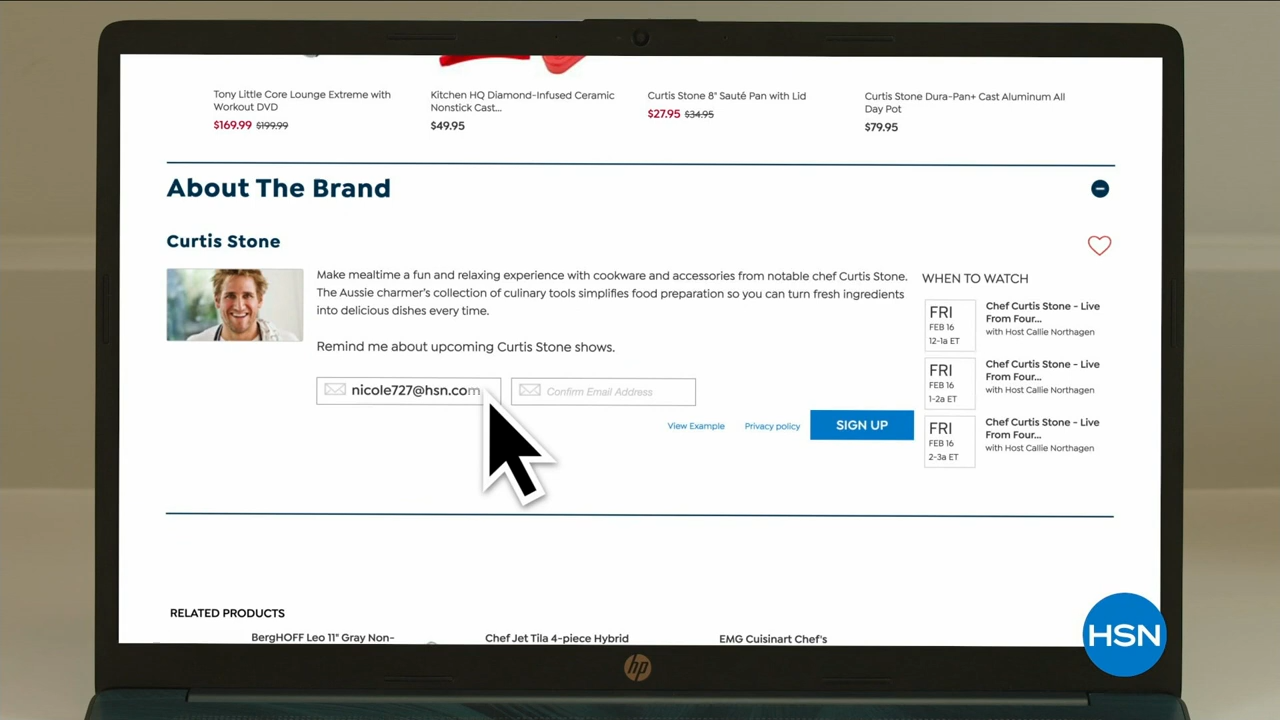 Tony Little Core Lounge Extreme with
Workout DVD
$169.99 $199.99
Kitchen HQ Diamond-Infused Ceramic
Nonstick Cast...
$49.95
Curtis Stone 8" Sauté Pan with Lid
$27.95 $34.95
Curtis Stone Dura-Pan+ Cast Aluminum All
Day Pot
$79.95
About The Brand
Curtis Stone
Make mealtime a fun and relaxing experience with cookware and accessories from notable chef Curtis Stone.
The Aussie charmer's collection of culinary tools simplifies food preparation so you can turn fresh ingredients
into delicious dishes every time.
Remind me about upcoming Curtis Stone shows.
nicole727@hsn.com
Confirm Email Address
View Example
Privacy policy
SIGN UP
WHEN TO WATCH
FRI
FEB 16
12-1a ET
Chef Curtis Stone - Live
From Four...
with Host Callie Northagen
FRI
FEB 16
1-2a ET
Chef Curtis Stone - Live
From Four...
with Host Callie Northagen
FRI
FEB 16
2-3a ET
Chef Curtis Stone - Live
From Four...
with Host Callie Northagen
RELATED PRODUCTS
BergHOFF Leo 11" Gray Non-
Chef Jet Tila 4-piece Hybrid
EMG Cuisinart Chef's
HSN
hp